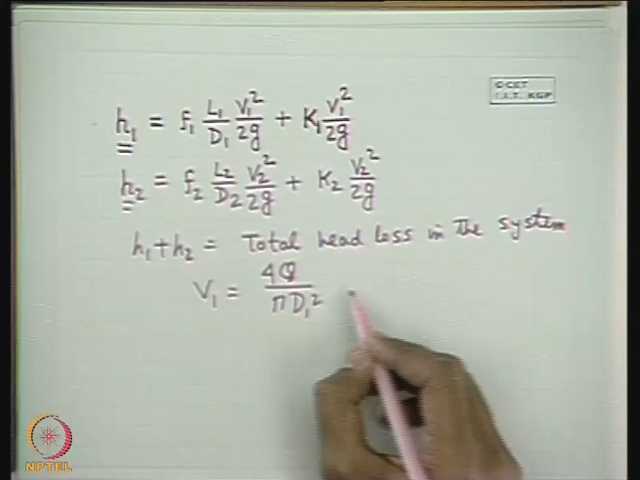 © CET
I.I.T. KGP
h₁ = f₁ L₁/D₁ V₁²/2g + K₁ V₁²/2g
h₂ = f₂ L₂/D₂ V₂²/2g + K₂ V₂²/2g
h₁+h₂ = Total head loss in the system
V₁ = 4Q/πD₁²
NPTEL